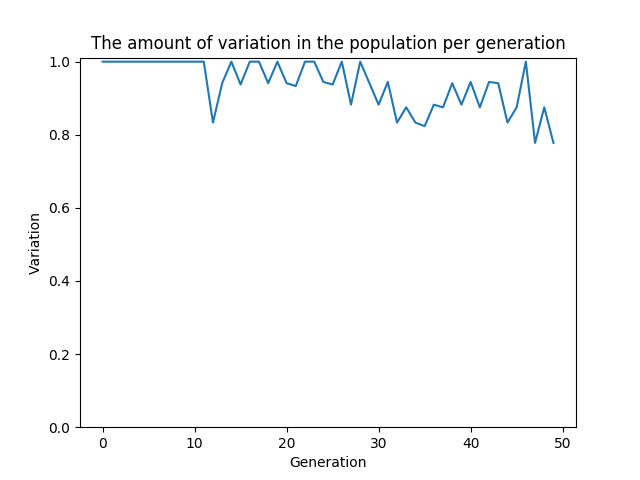 The amount of variation in the population per generation
1.0
0.8
0.6
0.4
0.2
0.0
Variation
0 10 20 30 40 50
Generation